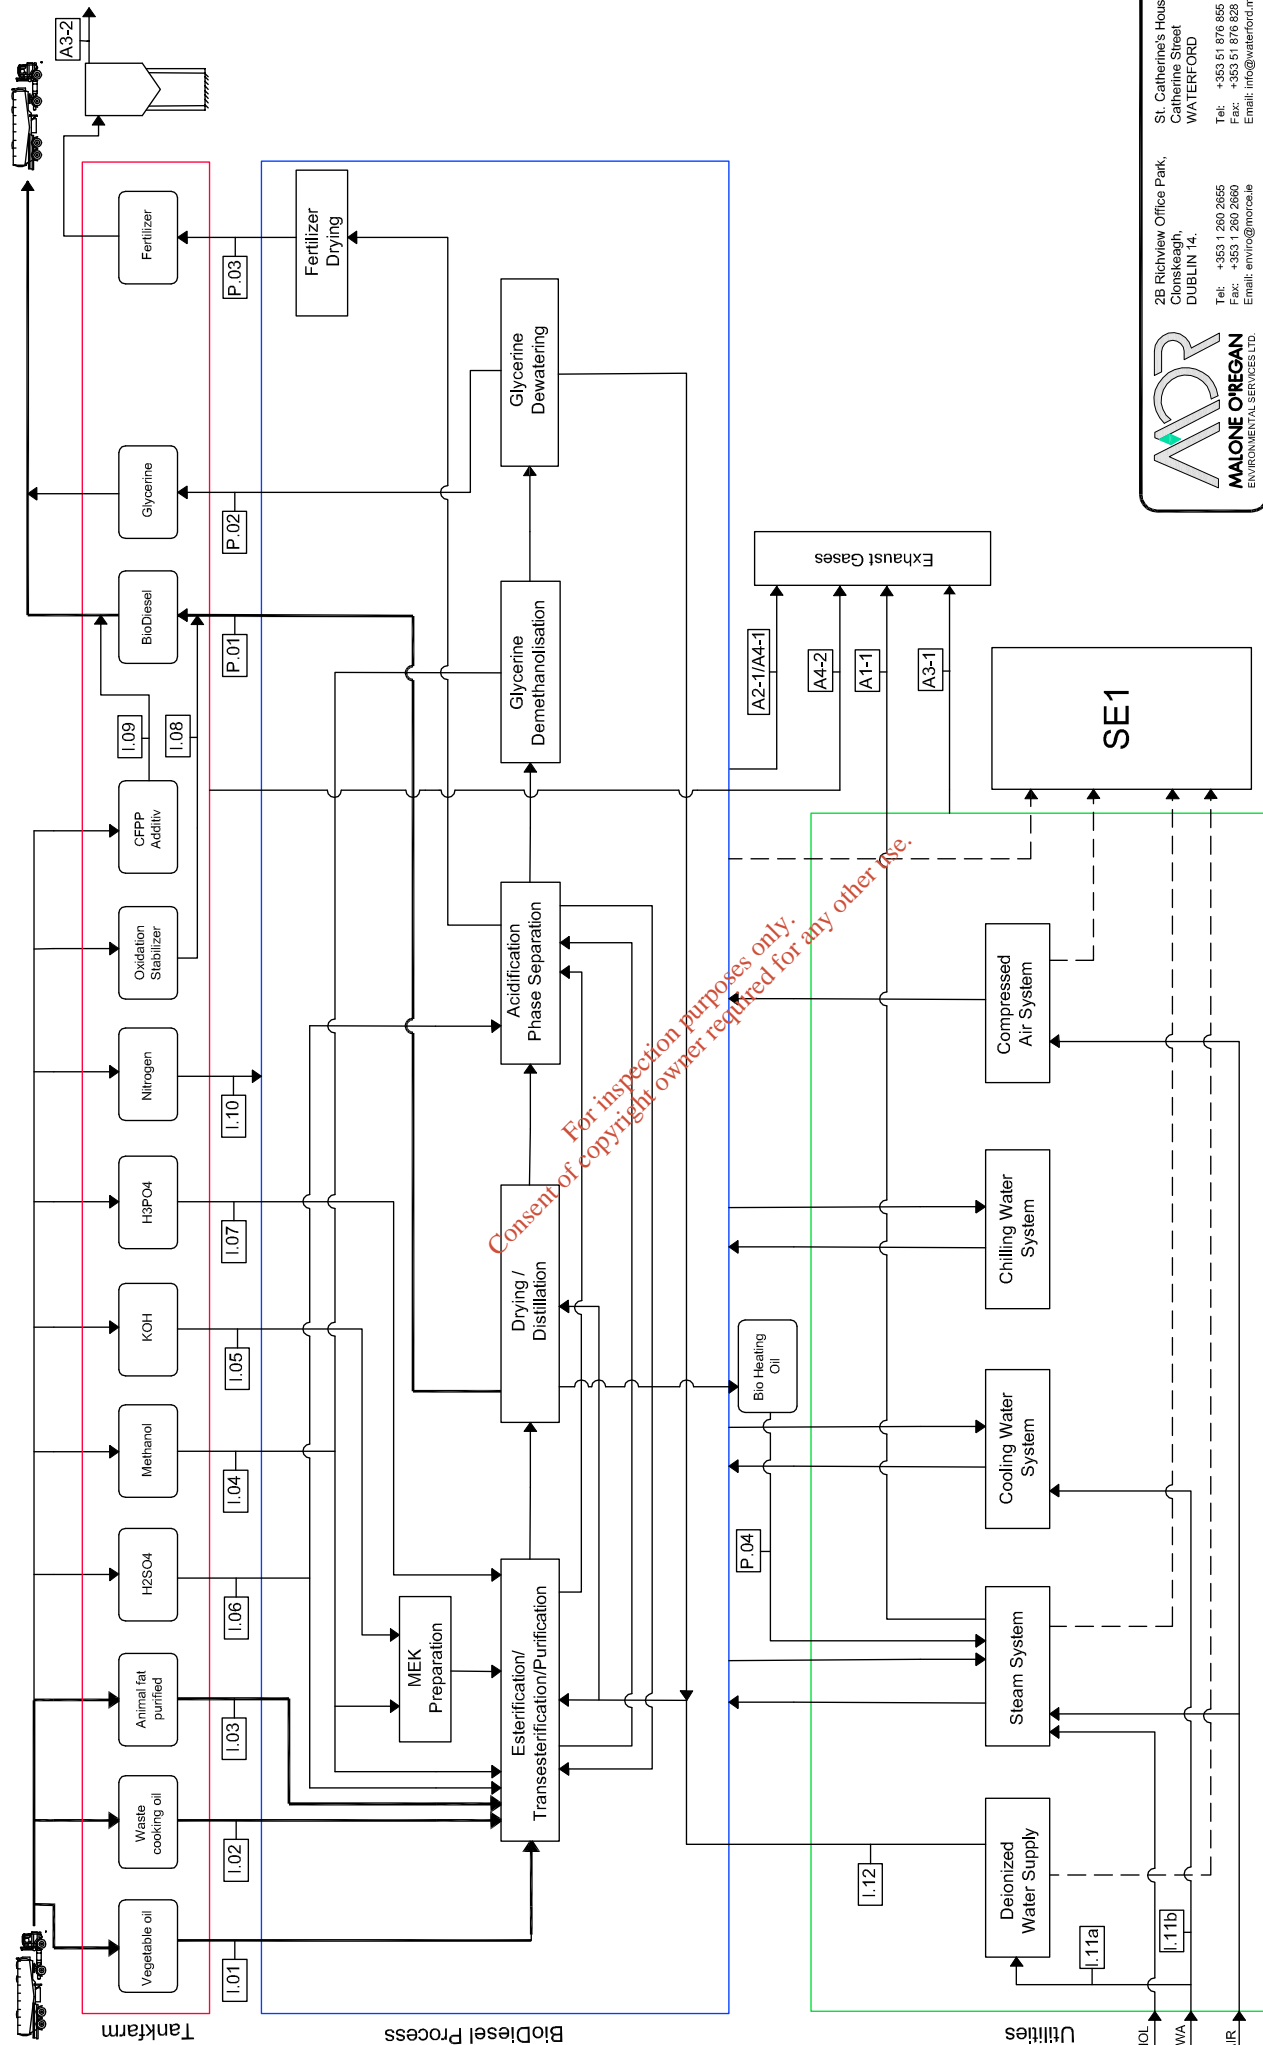 A3-2
Fertilizer
Glycerine
BioDiesel
CFPP
Additiv
Oxidation
Stabilizer
Nitrogen
H3PO4
KOH
Methanol
H2SO4
Animal fat
purified
Waste
cooking oil
Vegetable oil
Tankfarm
P.03
P.02
P.01
I.09
I.08
I.10
I.07
I.05
I.04
I.06
I.03
I.02
I.01
Fertilizer
Drying
Glycerine
Dewatering
Glycerine
Demethanolisation
Acidification
Phase Separation
Drying /
Distillation
MEK
Preparation
Esterification/
Transesterification/Purification
BioDiesel Process
Exhaust Gases
A2-1/A4-1
A4-2
A1-1
A3-1
SE1
Bio Heating
Oil
P.04
Compressed
Air System
Chilling Water
System
Cooling Water
System
Steam System
Deionized
Water Supply
I.12
I.11a
I.11b
Utilities
For inspection purposes only.
Consent of copyright owner required for any other use.
MOR
MALONE O'REGAN
ENVIRONMENTAL SERVICES LTD.
2B Richview Office Park,
Clonskeagh,
DUBLIN 14.
Tel: +353 1 260 2655
Fax: +353 1 260 2660
Email: enviro@morce.ie
St. Catherine's Hous
Catherine Street
WATERFORD
Tel: +353 51 876 855
Fax: +353 51 876 828
Email: info@waterford.m